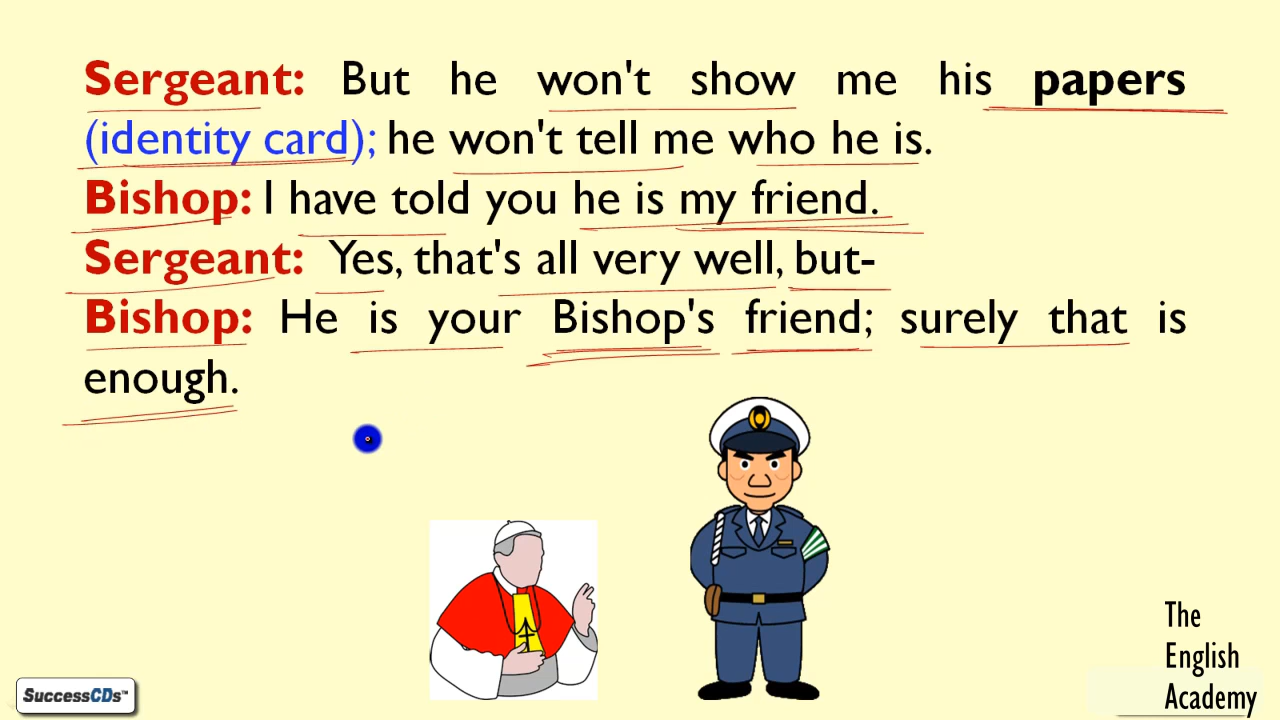 Sergeant: But he won't show me his papers
(identity card); he won't tell me who he is.
Bishop: I have told you he is my friend.
Sergeant: Yes, that's all very well, but-
Bishop: He is your Bishop's friend; surely that is
enough.
The
English
Academy
SuccessCDs™